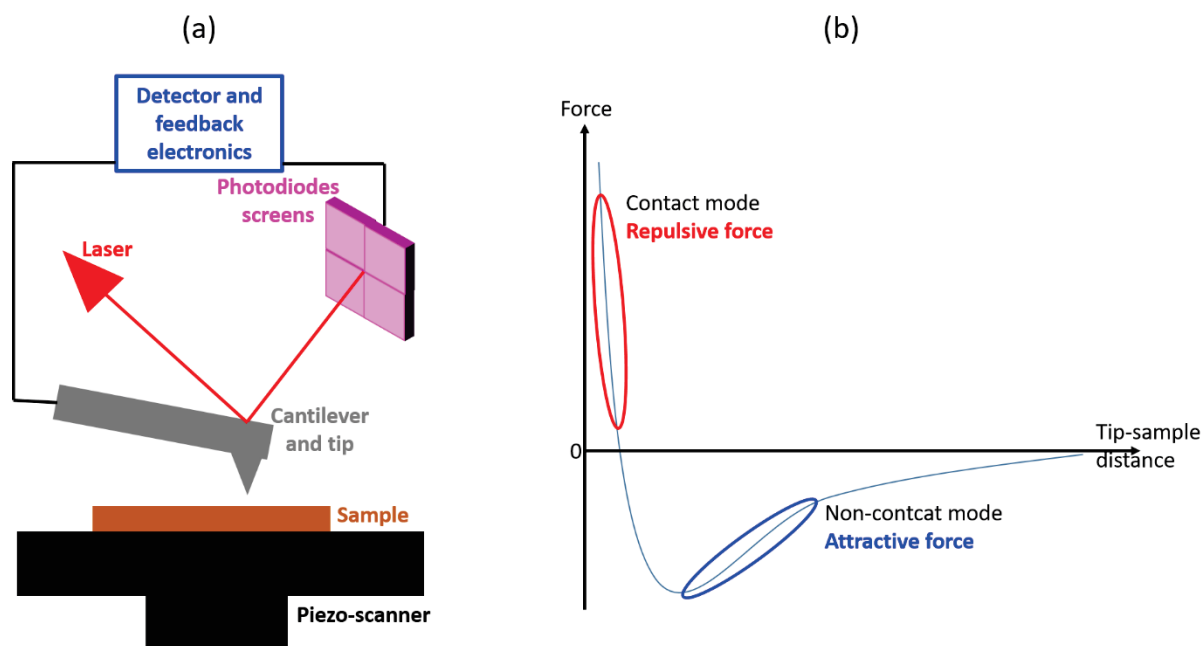 (a)
Detector and
feedback
electronics
Photodiodes
screens
Laser
Cantilever
and tip
Sample
Piezo-scanner
(b)
Force
Contact mode
Repulsive force
0
Tip-sample
distance
Non-contcat mode
Attractive force